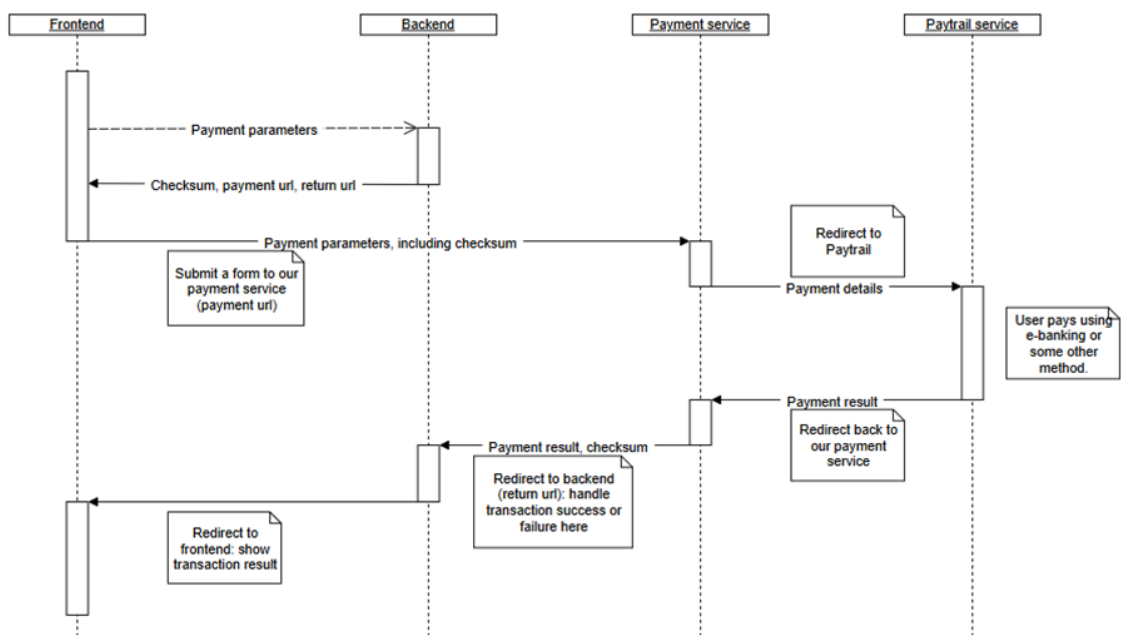 Frontend
Backend
Payment service
Paytrail service
Payment parameters
Checksum, payment url, return url
Payment parameters, including checksum
Submit a form to our
payment service
(payment url)
Redirect to
Paytrail
Payment details
User pays using
e-banking or
some other
method.
Payment result
Redirect back to
our payment
service
Payment result, checksum
Redirect to backend
(return url): handle
transaction success or
failure here
Redirect to
frontend: show
transaction result